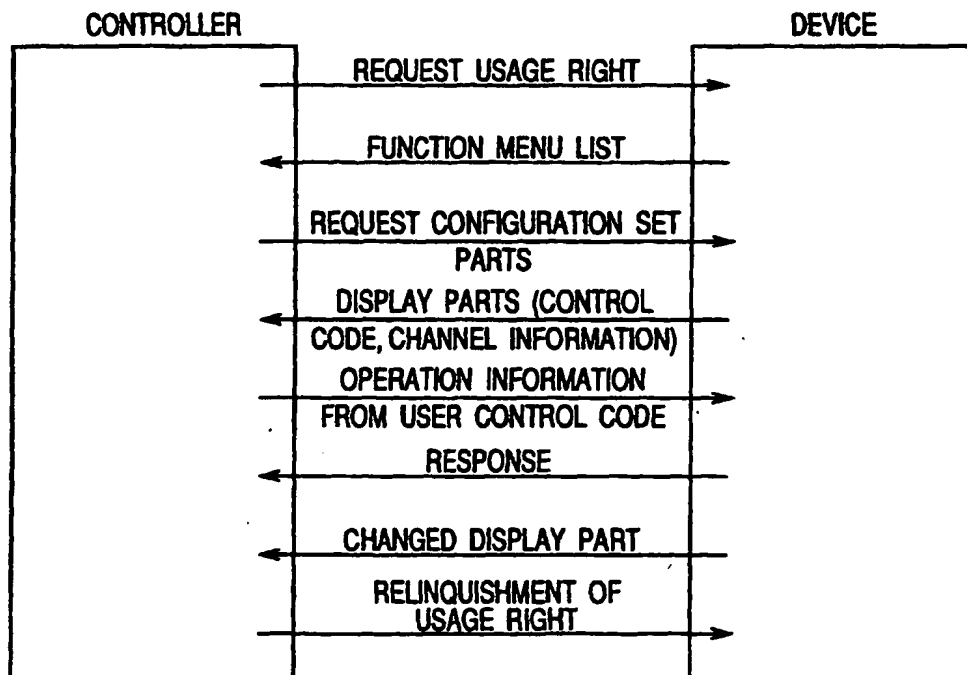 CONTROLLER
DEVICE
REQUEST USAGE RIGHT
FUNCTION MENU LIST
REQUEST CONFIGURATION SET
PARTS
DISPLAY PARTS (CONTROL
CODE, CHANNEL INFORMATION)
OPERATION INFORMATION
FROM USER CONTROL CODE
RESPONSE
CHANGED DISPLAY PART
RELINQUISHMENT OF
USAGE RIGHT